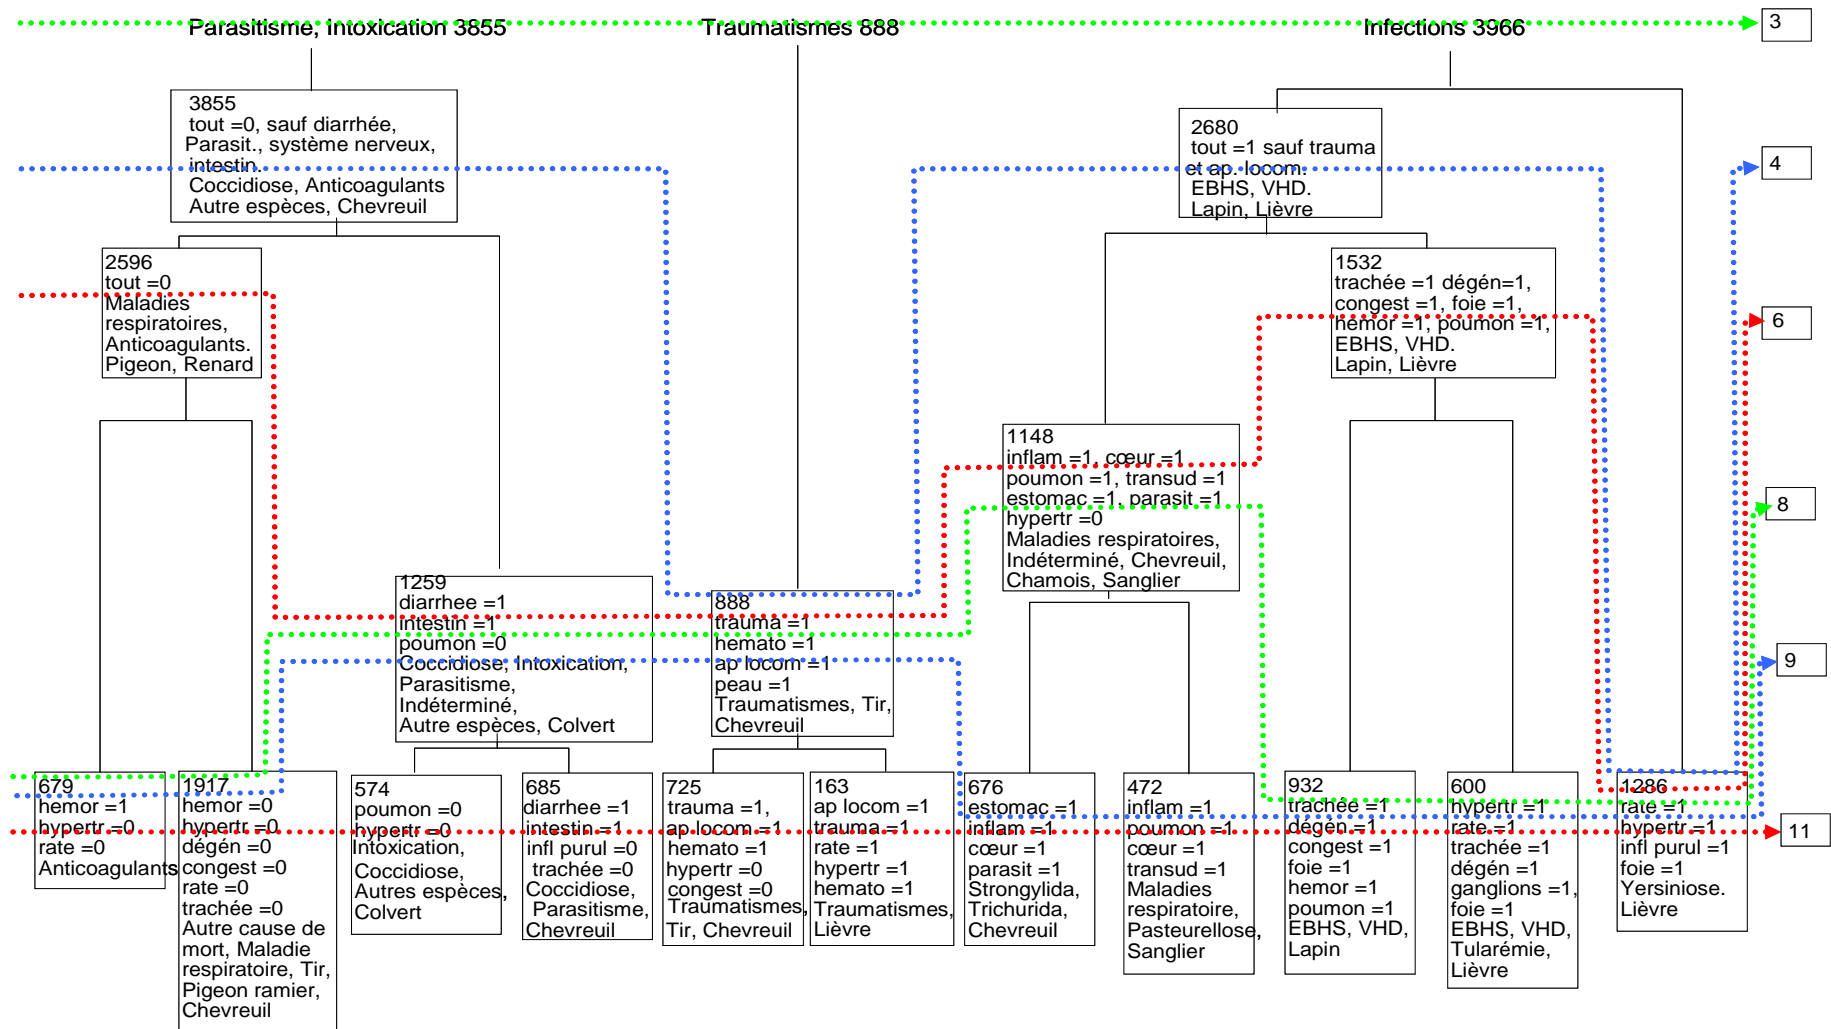 Parasitisme, Intoxication 3855
Traumatismes 888
Infections 3966
3
3855
tout =0, sauf diarrhée,
Parasit., système nerveux,
intestin.
Coccidiose, Anticoagulants
Autre espèces, Chevreuil
2680
tout =1 sauf trauma
et ap. locom.
EBHS, VHD.
Lapin, Lièvre
4
2596
tout =0
Maladies
respiratoires,
Anticoagulants.
Pigeon, Renard
1532
trachée =1 dégén=1,
congest =1, foie =1,
hemor =1, poumon =1,
EBHS, VHD.
Lapin, Lièvre
6
1148
inflam =1, cœur =1
poumon =1, transud =1
estomac =1, parasit =1
hypertr =0
Maladies respiratoires,
Indéterminé, Chevreuil,
Chamois, Sanglier
8
1259
diarrhee =1
intestin =1
poumon =0
Coccidiose, Intoxication,
Parasitisme,
Indéterminé,
Autre espèces, Colvert
888
trauma =1
hemato =1
ap locom =1
peau =1
Traumatismes, Tir,
Chevreuil
9
679
hemor =1
hypertr =0
rate =0
Anticoagulants
1917
hemor =0
hypertr =0
dégén =0
congest =0
rate =0
trachée =0
Autre cause de
mort, Maladie
respiratoire, Tir,
Pigeon ramier,
Chevreuil
574
poumon =0
hypertr =0
Intoxication,
Coccidiose,
Autres espèces,
Colvert
685
diarrhee =1
intestin =1
infl purul =0
trachée =0
Coccidiose,
Parasitisme,
Chevreuil
725
trauma =1,
ap locom =1
hemato =1
hypertr =0
congest =0
Traumatismes,
Tir, Chevreuil
163
ap locom =1
trauma =1
rate =1
hypertr =1
hemato =1
Traumatismes,
Lièvre
676
estomac =1
inflam =1
cœur =1
parasit =1
Strongylida,
Trichurida,
Chevreuil
472
inflam =1
poumon =1
cœur =1
transud =1
Maladies
respiratoire,
Pasteurellose,
Sanglier
932
trachée =1
dégén =1
congest =1
foie =1
hemor =1
poumon =1
EBHS, VHD,
Lapin
600
hypertr =1
rate =1
trachée =1
dégén =1
ganglions =1,
foie =1
EBHS, VHD,
Tularémie,
Lièvre
1286
rate =1
hypertr =1
infl purul =1
foie =1
Yersiniose.
Lièvre
11